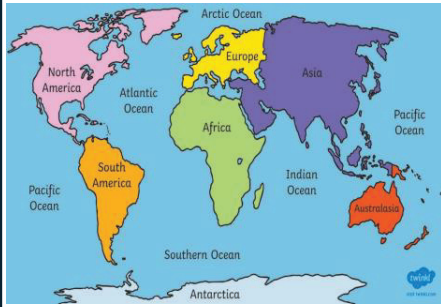 Arctic Ocean
North
America
Europe
Asia
Atlantic
Ocean
Pacific
Ocean
Africa
South
America
Indian
Ocean
Pacific
Ocean
Australasia
Southern Ocean
twinkl
Antarctica